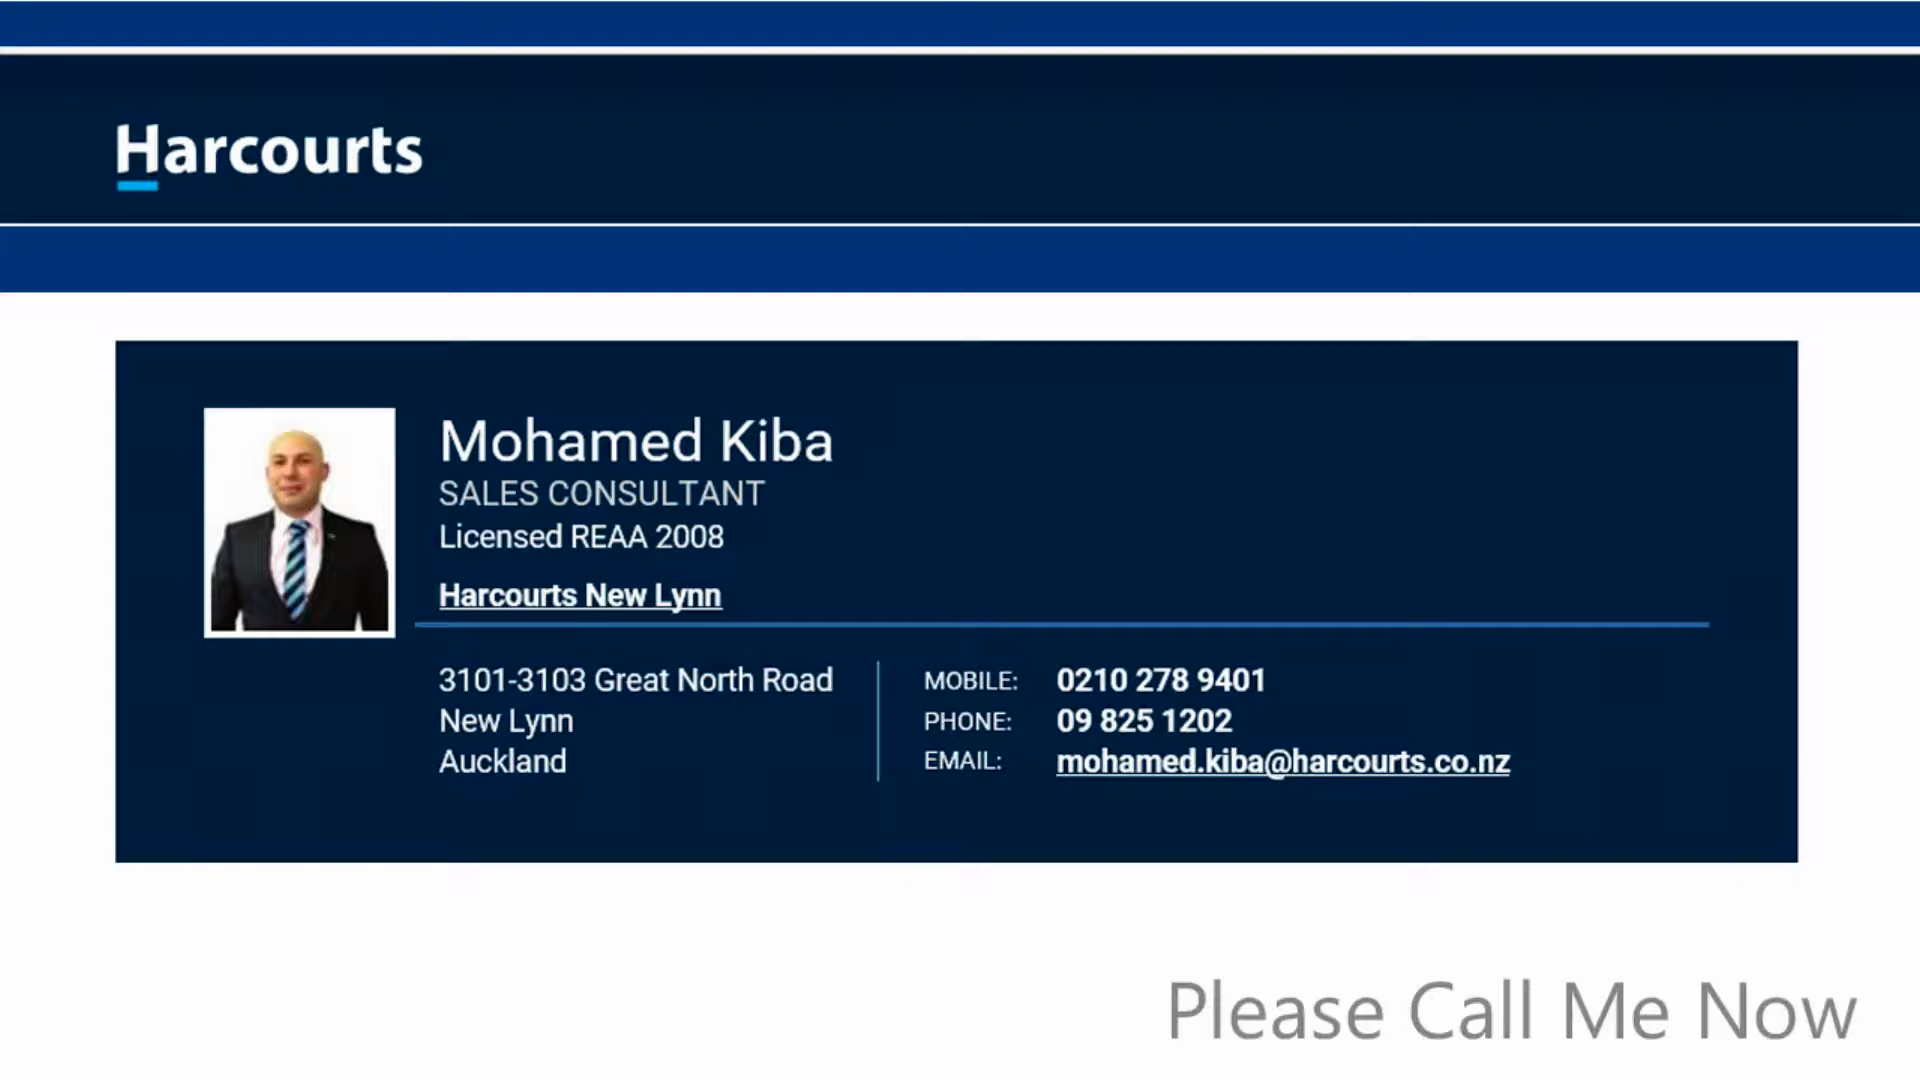 Harcourts
Mohamed Kiba
SALES CONSULTANT
Licensed REAA 2008
Harcourts New Lynn
3101-3103 Great North Road
New Lynn
Auckland
MOBILE: 0210 278 9401
PHONE: 09 825 1202
EMAIL: mohamed.kiba@harcourts.co.nz
Please Call Me Now